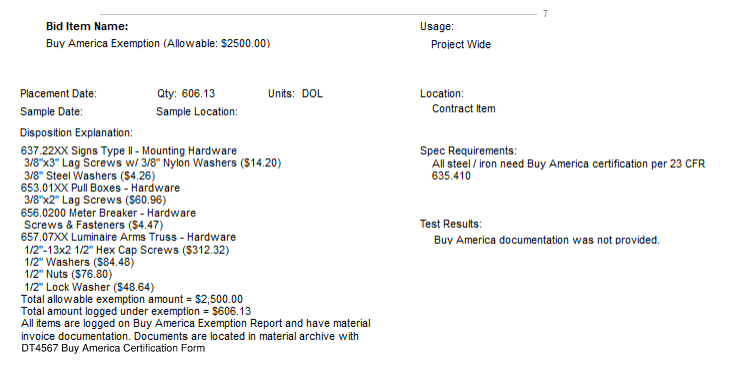 7
Bid Item Name:
Buy America Exemption (Allowable: $2500.00)
Usage:
Project Wide
Placement Date:
Qty: 606.13
Units: DOL
Location:
Contract Item
Sample Date:
Sample Location:
Disposition Explanation:
637.22XX Signs Type II - Mounting Hardware
3/8"x3" Lag Screws w/ 3/8" Nylon Washers ($14.20)
3/8" Steel Washers ($4.26)
653.01XX Pull Boxes - Hardware
3/8"x2" Lag Screws ($60.96)
656.0200 Meter Breaker - Hardware
Screws & Fasteners ($4.47)
657.07XX Luminaire Arms Truss - Hardware
1/2"-13x2 1/2" Hex Cap Screws ($312.32)
1/2" Washers ($84.48)
1/2" Nuts ($76.80)
1/2" Lock Washer ($48.64)
Total allowable exemption amount = $2,500.00
Total amount logged under exemption = $606.13
All items are logged on Buy America Exemption Report and have material
invoice documentation. Documents are located in material archive with
DT4567 Buy America Certification Form
Spec Requirements:
All steel / iron need Buy America certification per 23 CFR
635.410
Test Results:
Buy America documentation was not provided.